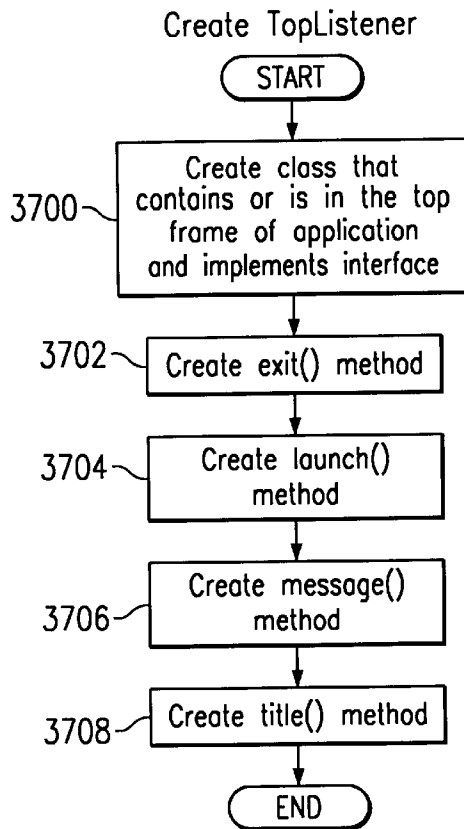 Create TopListener
START
3700
Create class that
contains or is in the top
frame of application
and implements interface
3702
Create exit() method
3704
Create launch()
method
3706
Create message()
method
3708
Create title() method
END